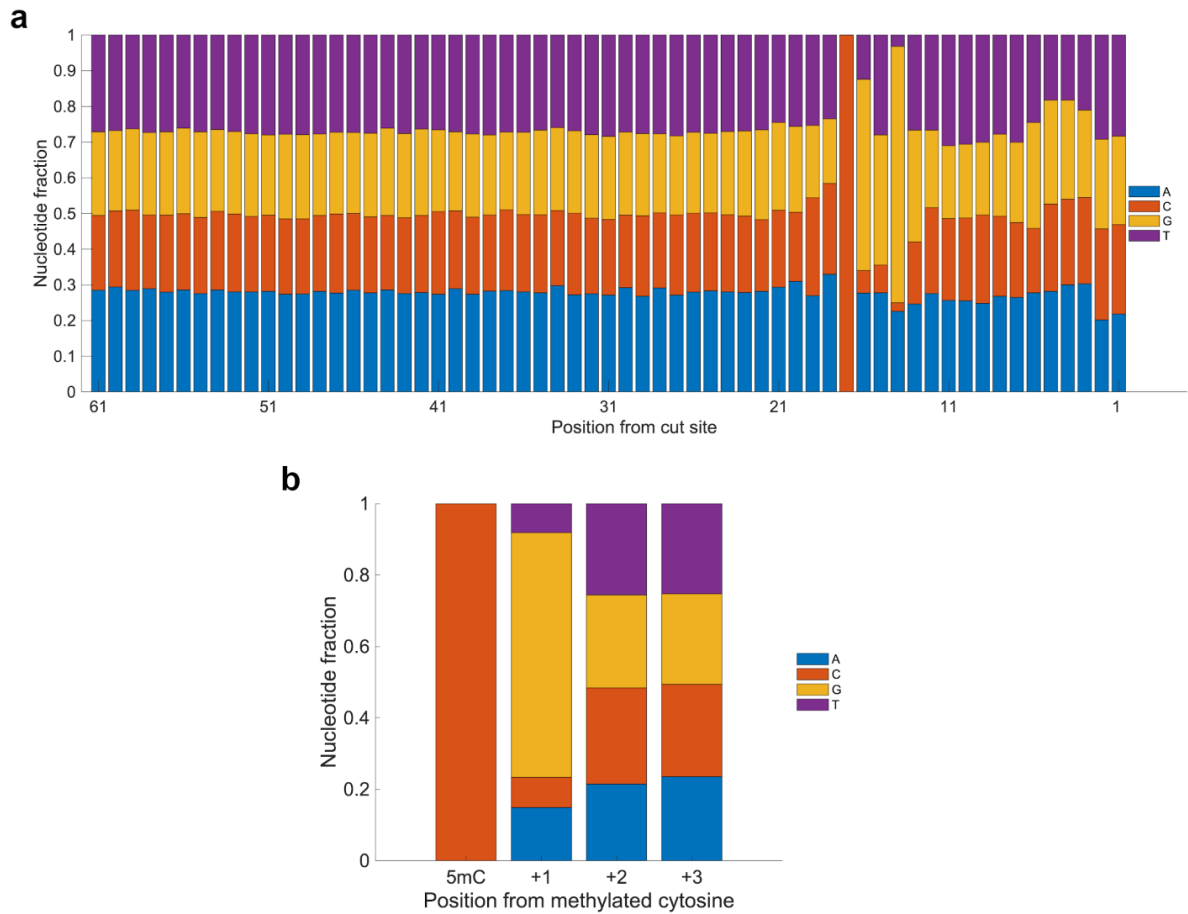 a
1
0.9
0.8
0.7
0.6
0.5
0.4
0.3
0.2
0.1
0
Nucleotide fraction
61 51 41 31 21 11 1
Position from cut site
A
C
G
T
b
1
0.8
0.6
0.4
0.2
0
Nucleotide fraction
5mC +1 +2 +3
Position from methylated cytosine
A
C
G
T